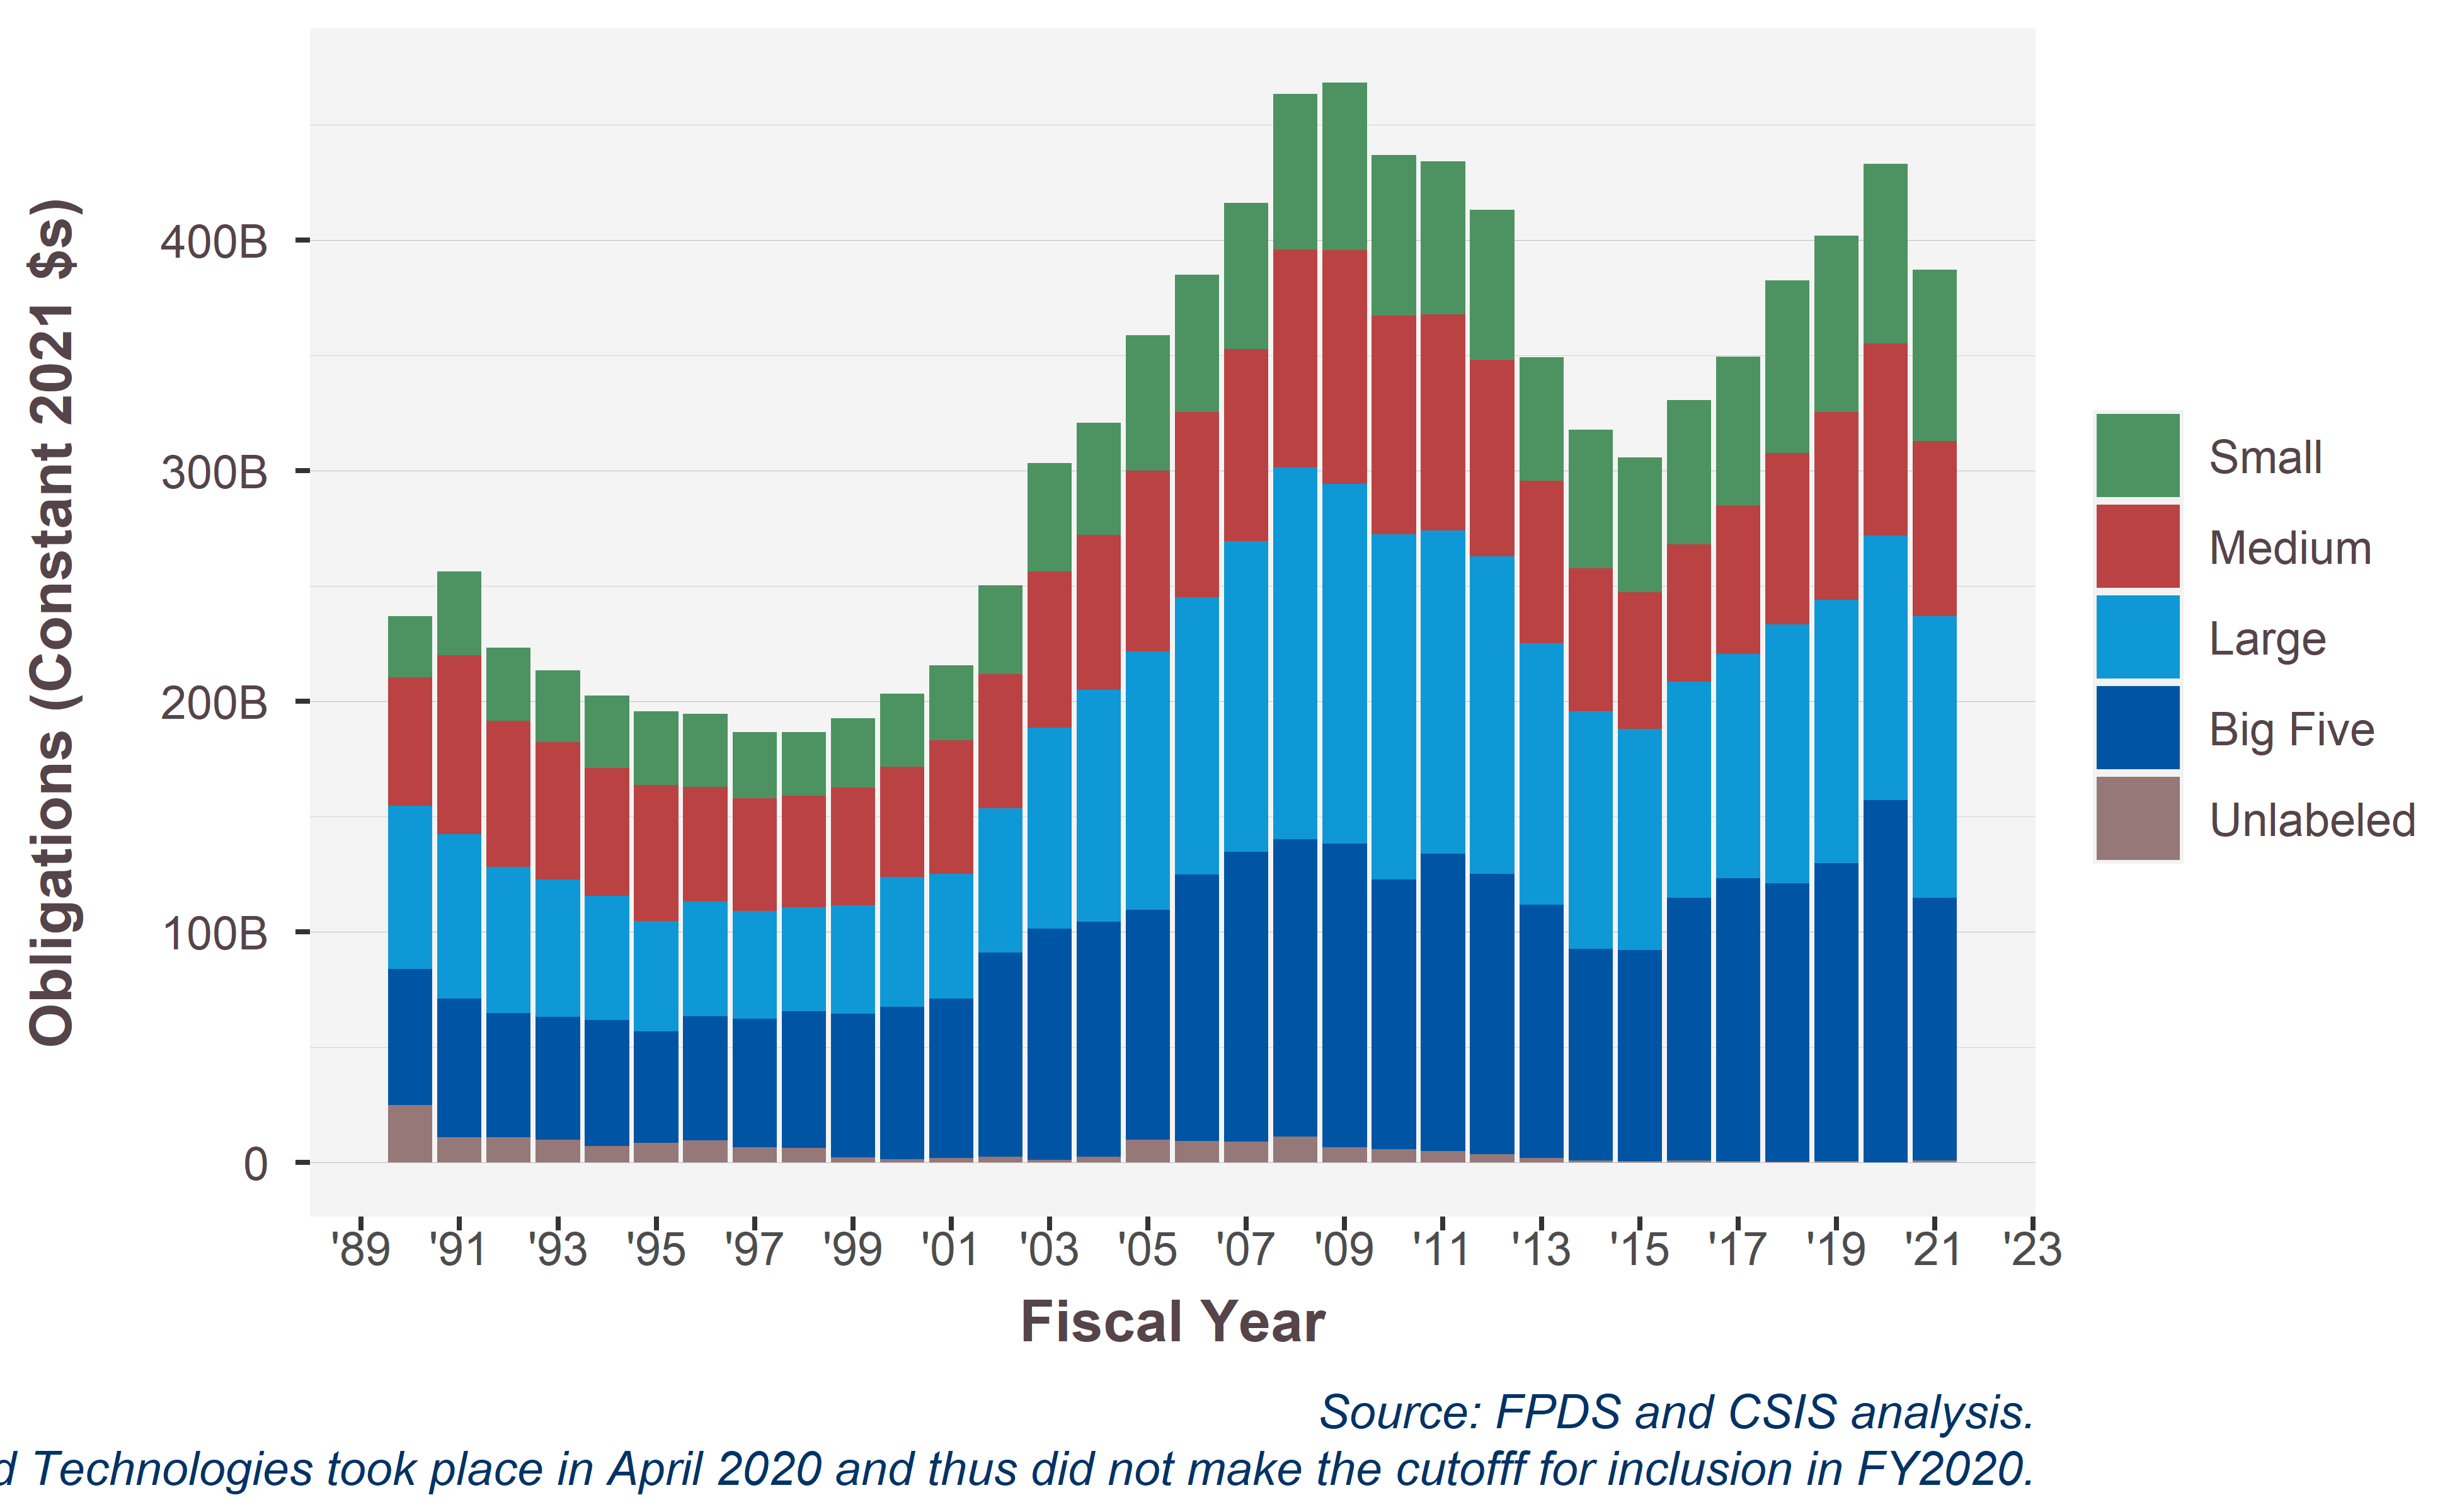 Obligations (Constant 2021 $s)
400B
300B
200B
100B
0
'89 '91 '93 '95 '97 '99 '01 '03 '05 '07 '09 '11 '13 '15 '17 '19 '21 '23
Fiscal Year
Small
Medium
Large
Big Five
Unlabeled
Source: FPDS and CSIS analysis.
d Technologies took place in April 2020 and thus did not make the cutofff for inclusion in FY2020.